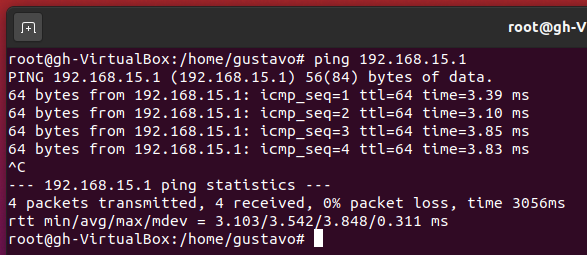 root@gh-V
root@gh-VirtualBox:/home/gustavo# ping 192.168.15.1
PING 192.168.15.1 (192.168.15.1) 56(84) bytes of data.
64 bytes from 192.168.15.1: icmp_seq=1 ttl=64 time=3.39 ms
64 bytes from 192.168.15.1: icmp_seq=2 ttl=64 time=3.10 ms
64 bytes from 192.168.15.1: icmp_seq=3 ttl=64 time=3.85 ms
64 bytes from 192.168.15.1: icmp_seq=4 ttl=64 time=3.83 ms
^C
--- 192.168.15.1 ping statistics ---
4 packets transmitted, 4 received, 0% packet loss, time 3056ms
rtt min/avg/max/mdev = 3.103/3.542/3.848/0.311 ms
root@gh-VirtualBox:/home/gustavo#